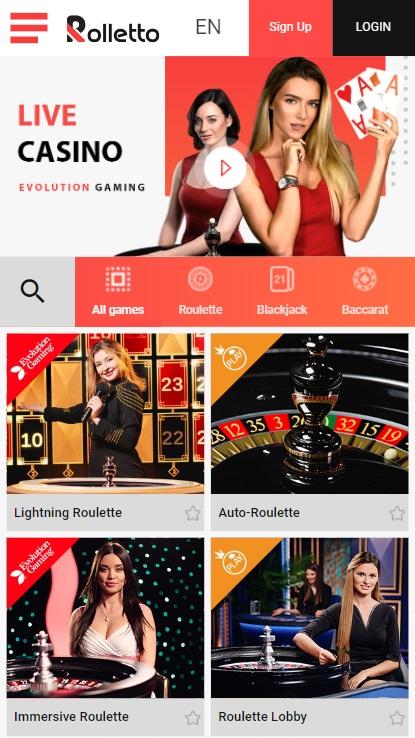 Rolletto
EN
Sign Up
LOGIN
LIVE
CASINO
EVOLUTION GAMING
21
All games
Roulette
Blackjack
Baccarat
Evolution
Gaming
23
10
22
PLAY
28 12 35 3 26 0 32 15
Lightning Roulette
Auto-Roulette
Evolution
Gaming
PLAY
Immersive Roulette
Roulette Lobby